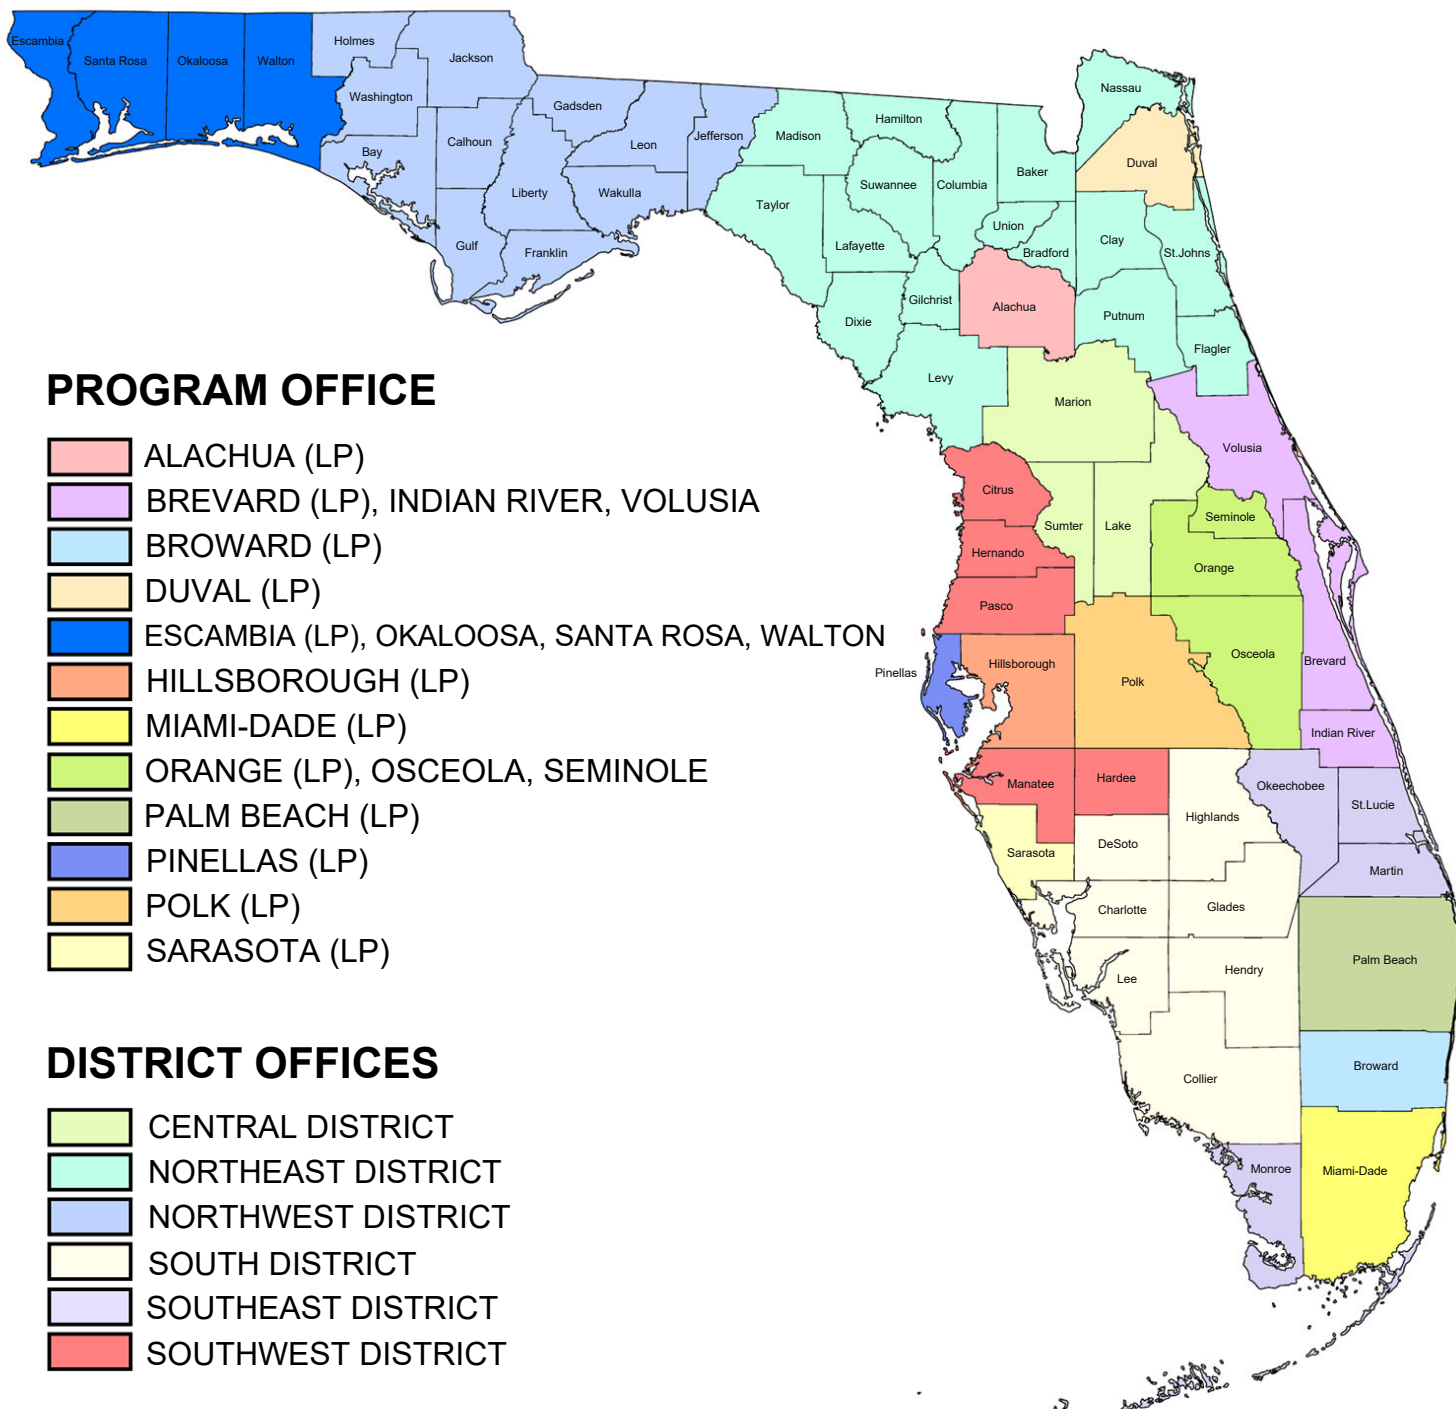 Escambia
Santa Rosa
Okaloosa
Walton
Holmes
Jackson
Washington
Gadsden
Nassau
Calhoun
Leon
Jefferson
Madison
Hamilton
Bay
Duval
Liberty
Wakulla
Taylor
Suwannee
Columbia
Baker
Gulf
Franklin
Lafayette
Union
Bradford
Clay
St.Johns
Dixie
Gilchrist
Alachua
Putnum
Flagler
Levy
Marion
Volusia
Citrus
Sumter
Lake
Seminole
Hernando
Orange
Pasco
Pinellas
Hillsborough
Polk
Osceola
Brevard
Indian River
Manatee
Hardee
Highlands
Okeechobee
St.Lucie
Sarasota
DeSoto
Martin
Charlotte
Glades
Lee
Hendry
Palm Beach
Collier
Broward
Monroe
Miami-Dade
PROGRAM OFFICE
ALACHUA (LP)
BREVARD (LP), INDIAN RIVER, VOLUSIA
BROWARD (LP)
DUVAL (LP)
ESCAMBIA (LP), OKALOOSA, SANTA ROSA, WALTON
HILLSBOROUGH (LP)
MIAMI-DADE (LP)
ORANGE (LP), OSCEOLA, SEMINOLE
PALM BEACH (LP)
PINELLAS (LP)
POLK (LP)
SARASOTA (LP)
DISTRICT OFFICES
CENTRAL DISTRICT
NORTHEAST DISTRICT
NORTHWEST DISTRICT
SOUTH DISTRICT
SOUTHEAST DISTRICT
SOUTHWEST DISTRICT